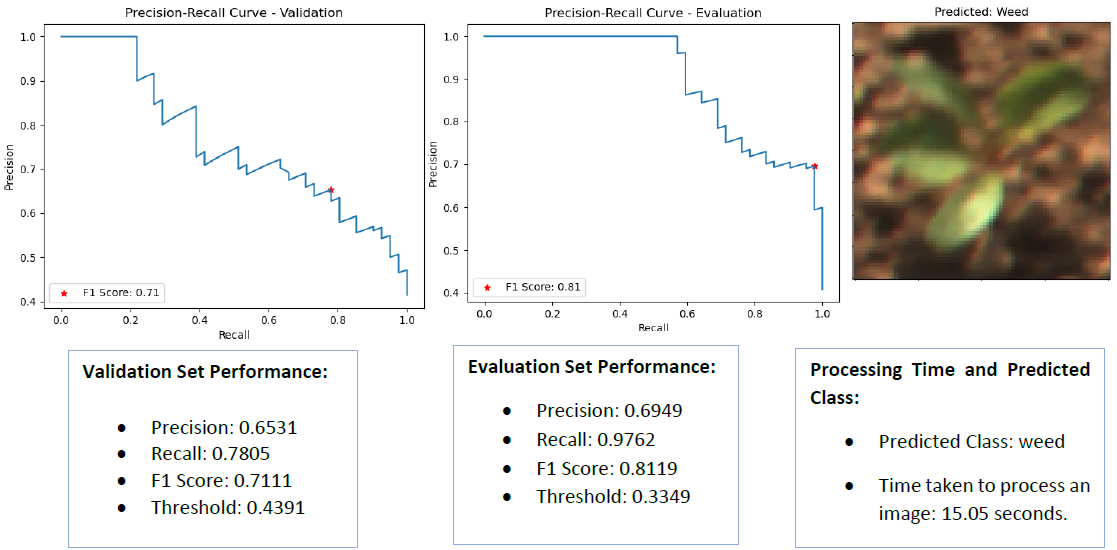 Precision-Recall Curve - Validation
1.0
0.9
0.8
0.7
0.6
0.5
0.4
Precision
F1 Score: 0.71
0.0
0.2
0.4
0.6
0.8
1.0
Recall
Precision-Recall Curve - Evaluation
1.0
0.9
0.8
0.7
0.6
0.5
0.4
Precision
F1 Score: 0.81
0.0
0.2
0.4
0.6
0.8
1.0
Recall
Predicted: Weed
Validation Set Performance:
● Precision: 0.6531
● Recall: 0.7805
● F1 Score: 0.7111
● Threshold: 0.4391
Evaluation Set Performance:
● Precision: 0.6949
● Recall: 0.9762
● F1 Score: 0.8119
● Threshold: 0.3349
Processing Time and Predicted
Class:
● Predicted Class: weed
● Time taken to process an
image: 15.05 seconds.